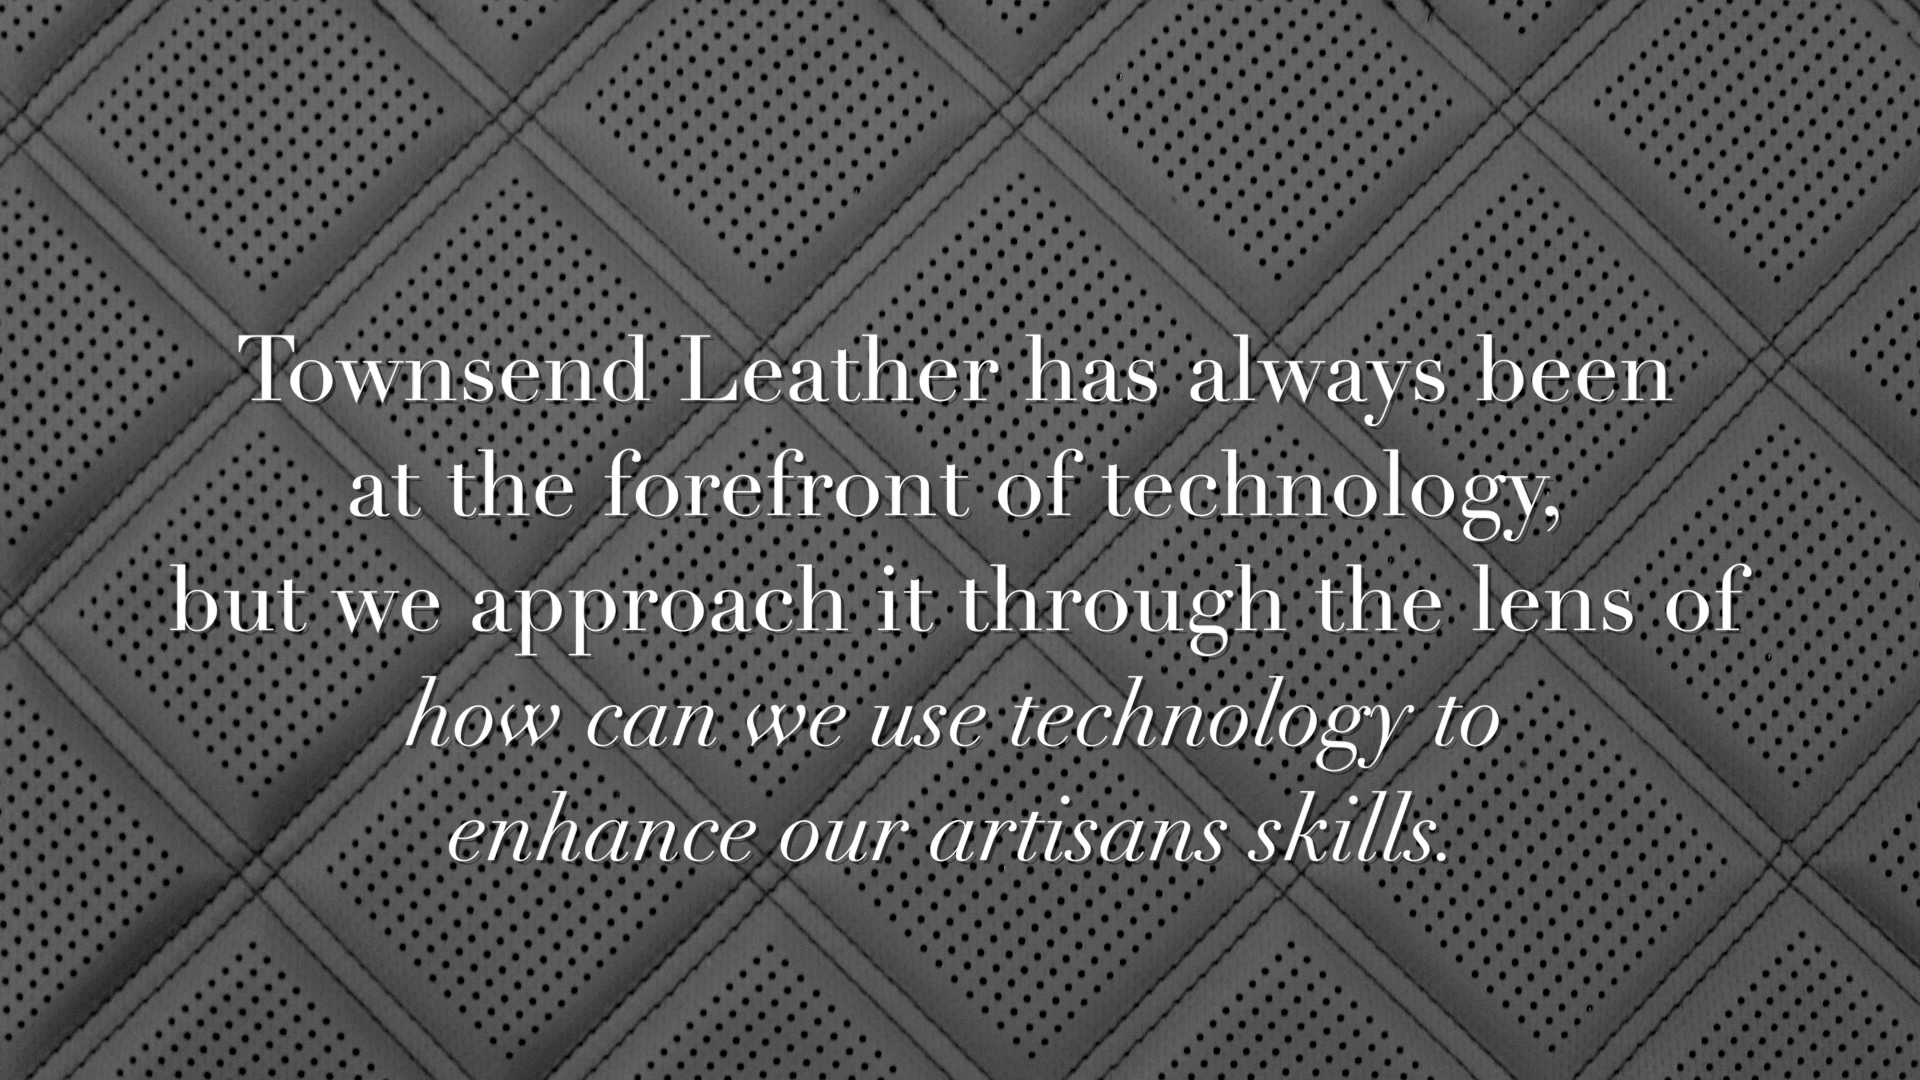 Townsend Leather has always been
at the forefront of technology,
but we approach it through the lens of
how can we use technology to
enhance our artisans skills.